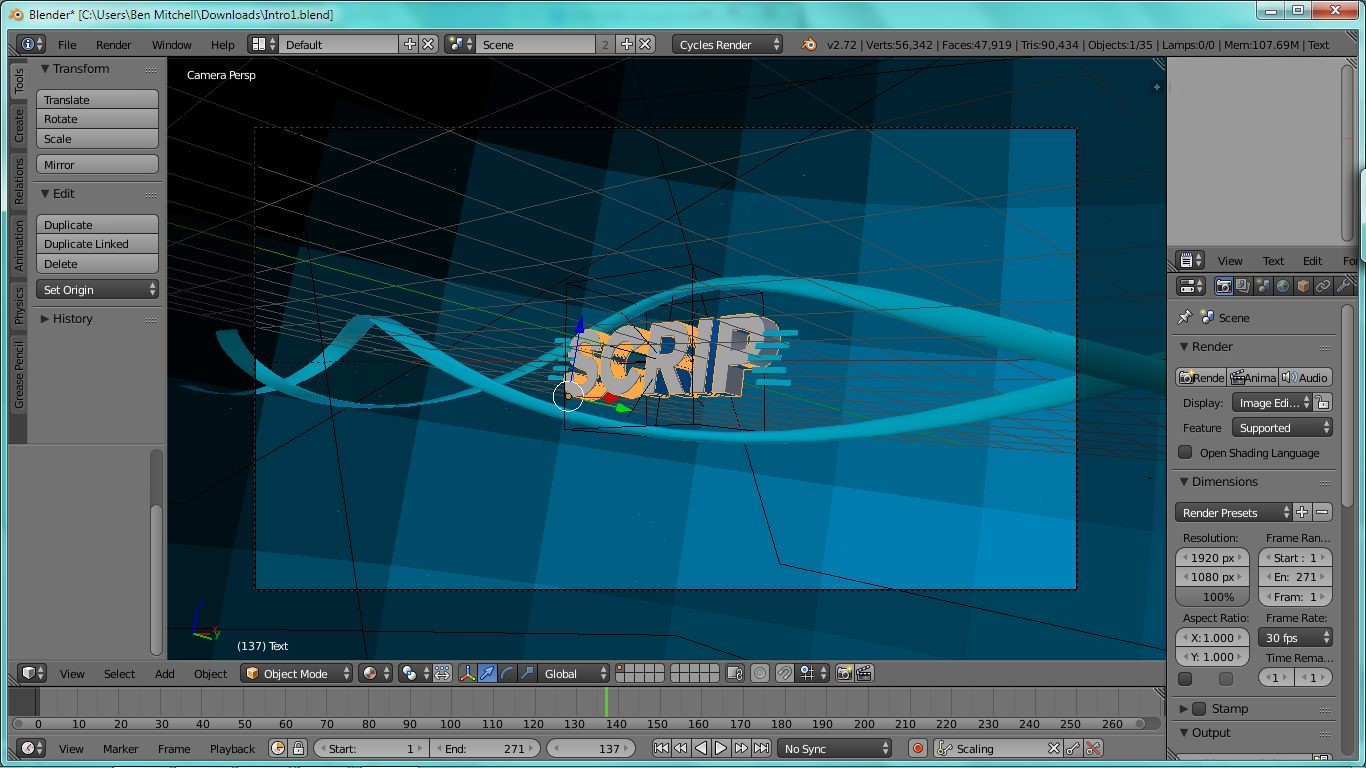 Blender* [C:\Users\Ben Mitchell\Downloads\Intro1.blend]
File Render Window Help Default Scene 2 Cycles Render v2.72 | Verts:56,342 | Faces:47,919 | Tris:90,434 | Objects:1/35 | Lamps:0/0 | Mem:107.69M | Text
Tools
Create
Relations
Animation
Physics
Grease Pencil
Transform
Translate
Rotate
Scale
Mirror
Edit
Duplicate
Duplicate Linked
Delete
Set Origin
History
Camera Persp
SCRIP
(137) Text
View Select Add Object Object Mode Global
View Text Edit Fo
Scene
Render
Rende Anima Audio
Display: Image Edi...
Feature Supported
Open Shading Language
Dimensions
Render Presets
Resolution: Frame Ran...
1920 px Start : 1
1080 px En: 271
100% Fram: 1
Aspect Ratio: Frame Rate:
X: 1.000 30 fps
Y: 1.000 Time Rema...
1 1
Stamp
Output
0 10 20 30 40 50 60 70 80 90 100 110 120 130 140 150 160 170 180 190 200 210 220 230 240 250 260
View Marker Frame Playback Start: 1 End: 271 137 No Sync Scaling